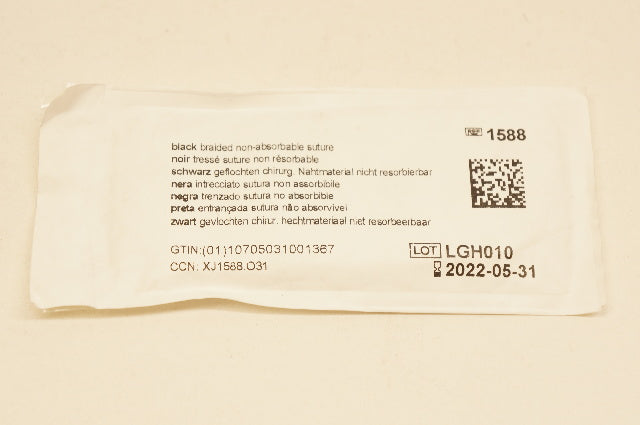 REF 1588
black braided non-absorbable suture
noir tressé suture non résorbable
schwarz geflochten chirurg. Nahtmaterial nicht resorbierbar
nera intrecciato sutura non assorbibile
negra trenzado sutura no absorbible
preta entrançada sutura não absorvível
zwart gevlochten chirur. hechtmateriaal niet resorbeerbaar
GTIN:(01)10705031001367
CCN: XJ1588.O31
LOT LGH010
2022-05-31